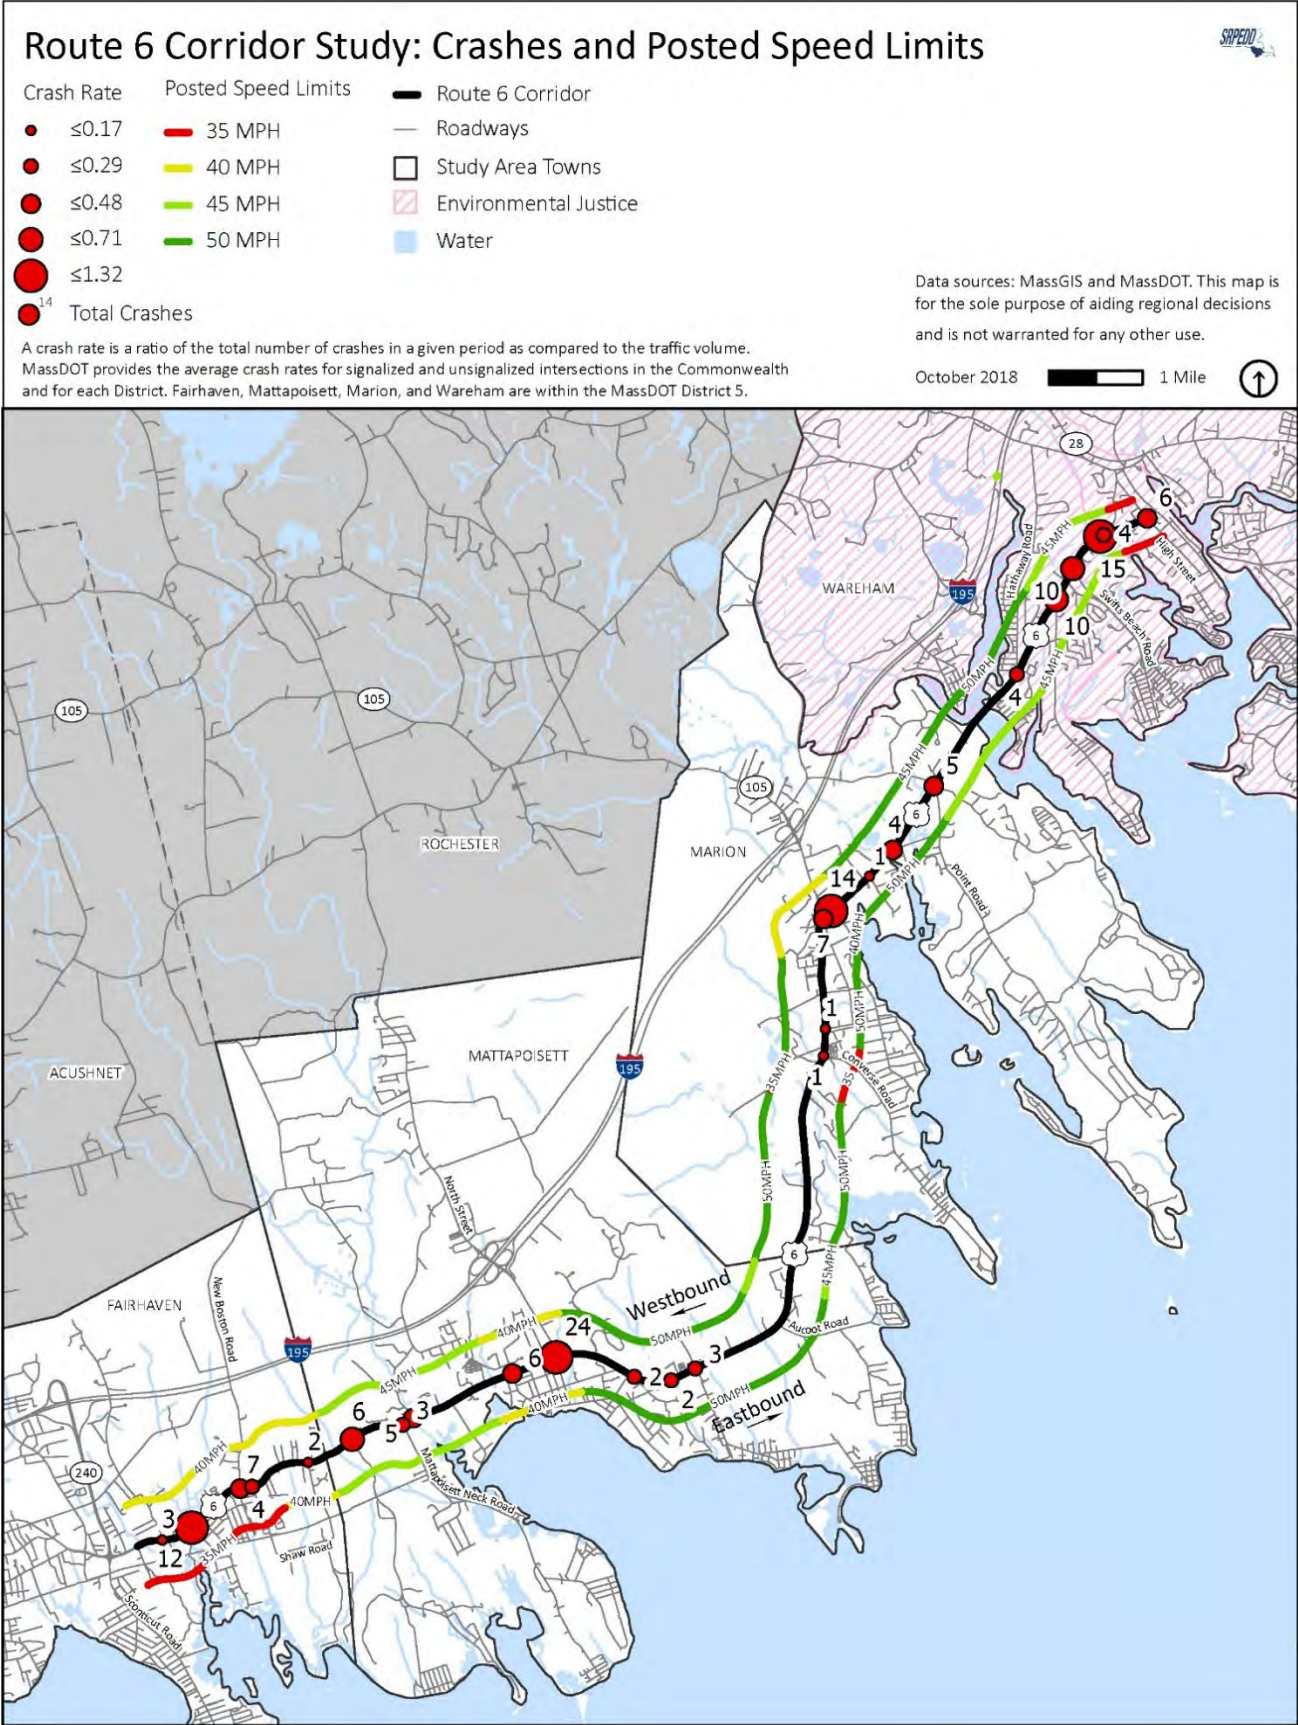 Route 6 Corridor Study: Crashes and Posted Speed Limits
SRPEDD
Crash Rate
≤0.17
≤0.29
≤0.48
≤0.71
≤1.32
14
Total Crashes
Posted Speed Limits
35 MPH
40 MPH
45 MPH
50 MPH
Route 6 Corridor
Roadways
Study Area Towns
Environmental Justice
Water
A crash rate is a ratio of the total number of crashes in a given period as compared to the traffic volume.
MassDOT provides the average crash rates for signalized and unsignalized intersections in the Commonwealth
and for each District. Fairhaven, Mattapoisett, Marion, and Wareham are within the MassDOT District 5.
Data sources: MassGIS and MassDOT. This map is
for the sole purpose of aiding regional decisions
and is not warranted for any other use.
October 2018
1 Mile
28
6
4
15
10
10
45MPH
Hathaway Road
High Street
Swifts Beach Road
WAREHAM
195
6
45MPH
50MPH
4
105
105
45MPH
5
105
6
4
ROCHESTER
MARION
1
14
50MPH
Point Road
7
40MPH
1
50MPH
MATTAPOISETT
195
ACUSHNET
35MPH
1
35
Converse Road
50MPH
50MPH
North Street
6
45MPH
FAIRHAVEN
New Boston Road
Westbound
24
40MPH
50MPH
Aucoot Road
195
6
3
2
2
45MPH
50MPH
Eastbound
40MPH
3
6
5
2
40MPH
7
Mattapoisett Neck Road
240
6
4
40MPH
3
12
35MPH
Shaw Road
Sconticut Road